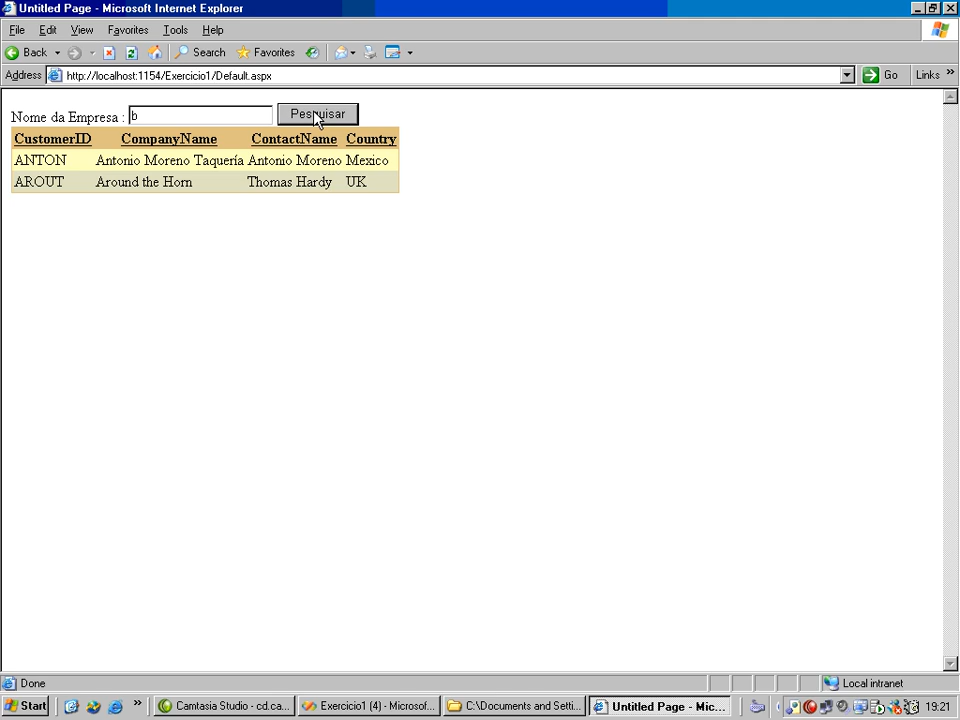 Untitled Page - Microsoft Internet Explorer
File Edit View Favorites Tools Help
Back Search Favorites
Address http://localhost:1154/Exercicio1/Default.aspx Go Links »
Nome da Empresa : b Pesquisar
CustomerID CompanyName ContactName Country
ANTON Antonio Moreno Taquería Antonio Moreno Mexico
AROUT Around the Horn Thomas Hardy UK
Done Local intranet
Start » Camtasia Studio - cd.ca... Exercicio1 (4) - Microsof... C:\Documents and Setti... Untitled Page - Mic... 19:21